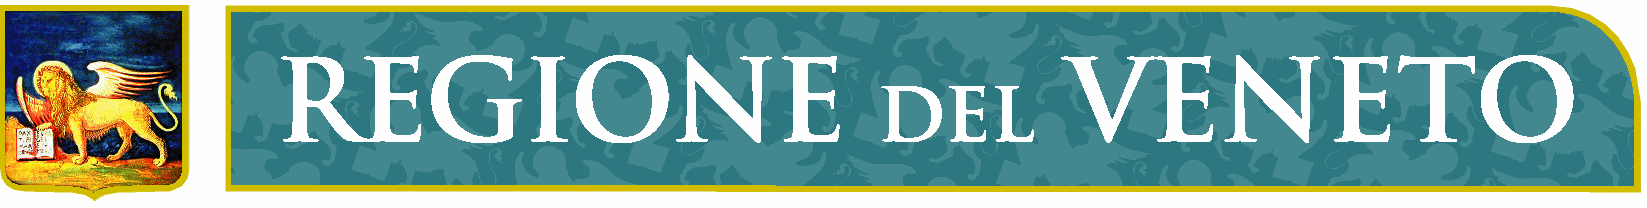 REGIONE DEL VENETO